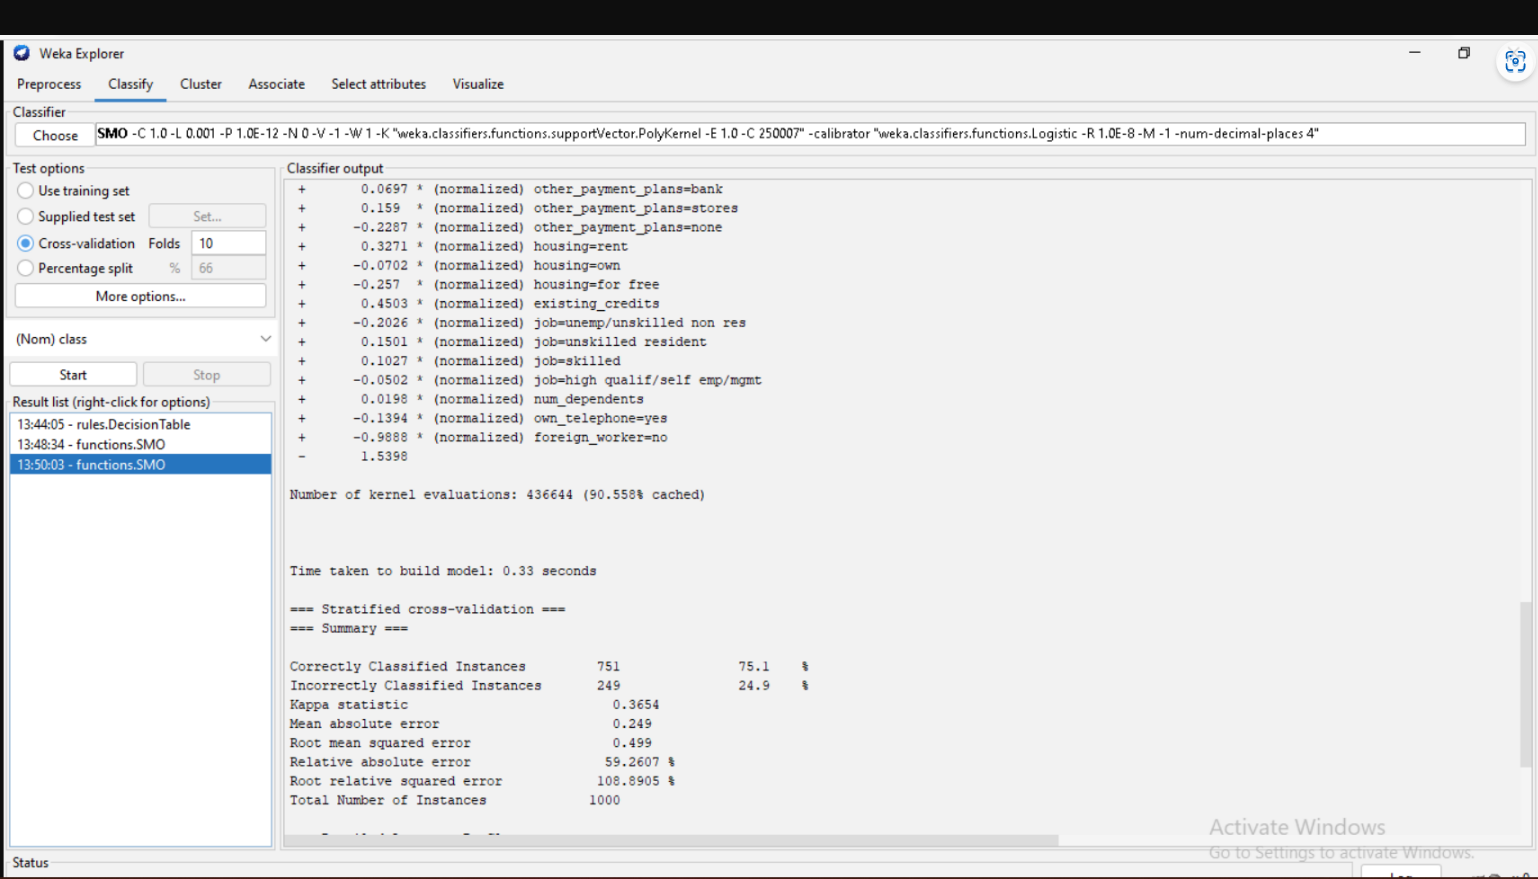 Weka Explorer
Preprocess Classify Cluster Associate Select attributes Visualize
Classifier
Choose SMO -C 1.0 -L 0.001 -P 1.0E-12 -N 0 -V -1 -W 1 -K "weka.classifiers.functions.supportVector.PolyKernel -E 1.0 -C 250007" -calibrator "weka.classifiers.functions.Logistic -R 1.0E-8 -M -1 -num-decimal-places 4"
Test options
Use training set
Supplied test set Set...
Cross-validation Folds 10
Percentage split % 66
More options...
(Nom) class
Start Stop
Result list (right-click for options)
13:44:05 - rules.DecisionTable
13:48:34 - functions.SMO
13:50:03 - functions.SMO
Classifier output
+ 0.0697 * (normalized) other_payment_plans=bank
+ 0.159 * (normalized) other_payment_plans=stores
+ -0.2287 * (normalized) other_payment_plans=none
+ 0.3271 * (normalized) housing=rent
+ -0.0702 * (normalized) housing=own
+ -0.257 * (normalized) housing=for free
+ 0.4503 * (normalized) existing_credits
+ -0.2026 * (normalized) job=unemp/unskilled non res
+ 0.1501 * (normalized) job=unskilled resident
+ 0.1027 * (normalized) job=skilled
+ -0.0502 * (normalized) job=high qualif/self emp/mgmt
+ 0.0198 * (normalized) num_dependents
+ -0.1394 * (normalized) own_telephone=yes
+ -0.9888 * (normalized) foreign_worker=no
- 1.5398
Number of kernel evaluations: 436644 (90.558% cached)
Time taken to build model: 0.33 seconds
=== Stratified cross-validation ===
=== Summary ===
Correctly Classified Instances 751 75.1 %
Incorrectly Classified Instances 249 24.9 %
Kappa statistic 0.3654
Mean absolute error 0.249
Root mean squared error 0.499
Relative absolute error 59.2607 %
Root relative squared error 108.8905 %
Total Number of Instances 1000
Activate Windows
Go to Settings to activate Windows.
Status